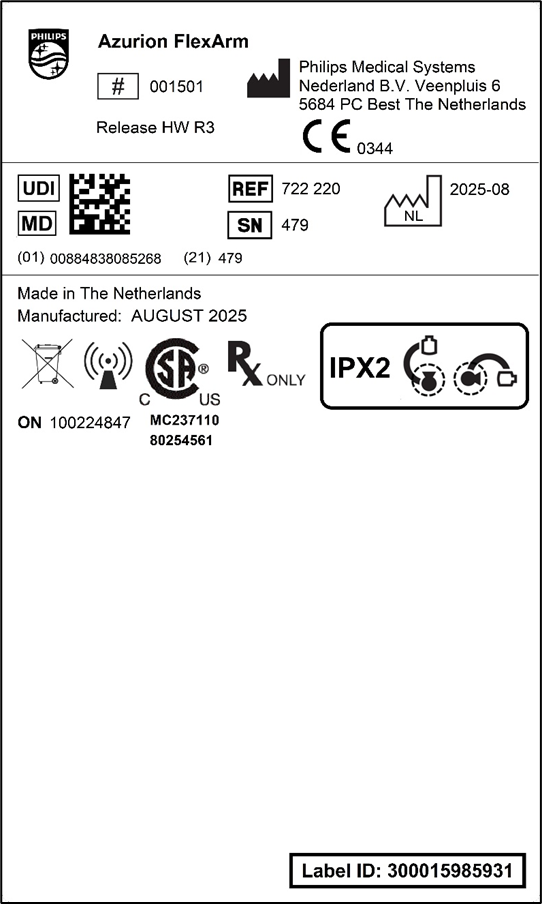 PHILIPS
Azurion FlexArm
# 001501
Release HW R3
Philips Medical Systems
Nederland B.V. Veenpluis 6
5684 PC Best The Netherlands
CE 0344
UDI
MD
REF 722 220
SN 479
NL
2025-08
(01) 00884838085268 (21) 479
Made in The Netherlands
Manufactured: AUGUST 2025
C SA ® C US
Rx ONLY
IPX2
ON 100224847
MC237110
80254561
Label ID: 300015985931